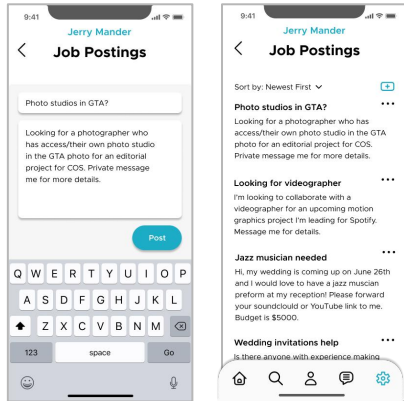 9:41
Jerry Mander
Job Postings
Photo studios in GTA?
Looking for a photographer who
has access/their own photo studio
in the GTA photo for an editorial
project for COS. Private message
me for more details.
Post
Q W E R T Y U I O P
A S D F G H J K L
Z X C V B N M
123 space Go
9:41
Jerry Mander
Job Postings
Sort by: Newest First
Photo studios in GTA?
Looking for a photographer who has
access/their own photo studio in the GTA
photo for an editorial project for COS.
Private message me for more details.
Looking for videographer
I'm looking to collaborate with a
videographer for an upcoming motion
graphics project I'm leading for Spotify.
Message me for details.
Jazz musician needed
Hi, my wedding is coming up on June 26th
and I would love to have a jazz muscian
preform at my reception! Please forward
your soundclould or YouTube link to me.
Budget is $5000.
Wedding invitations help
Is there anyone with experience making